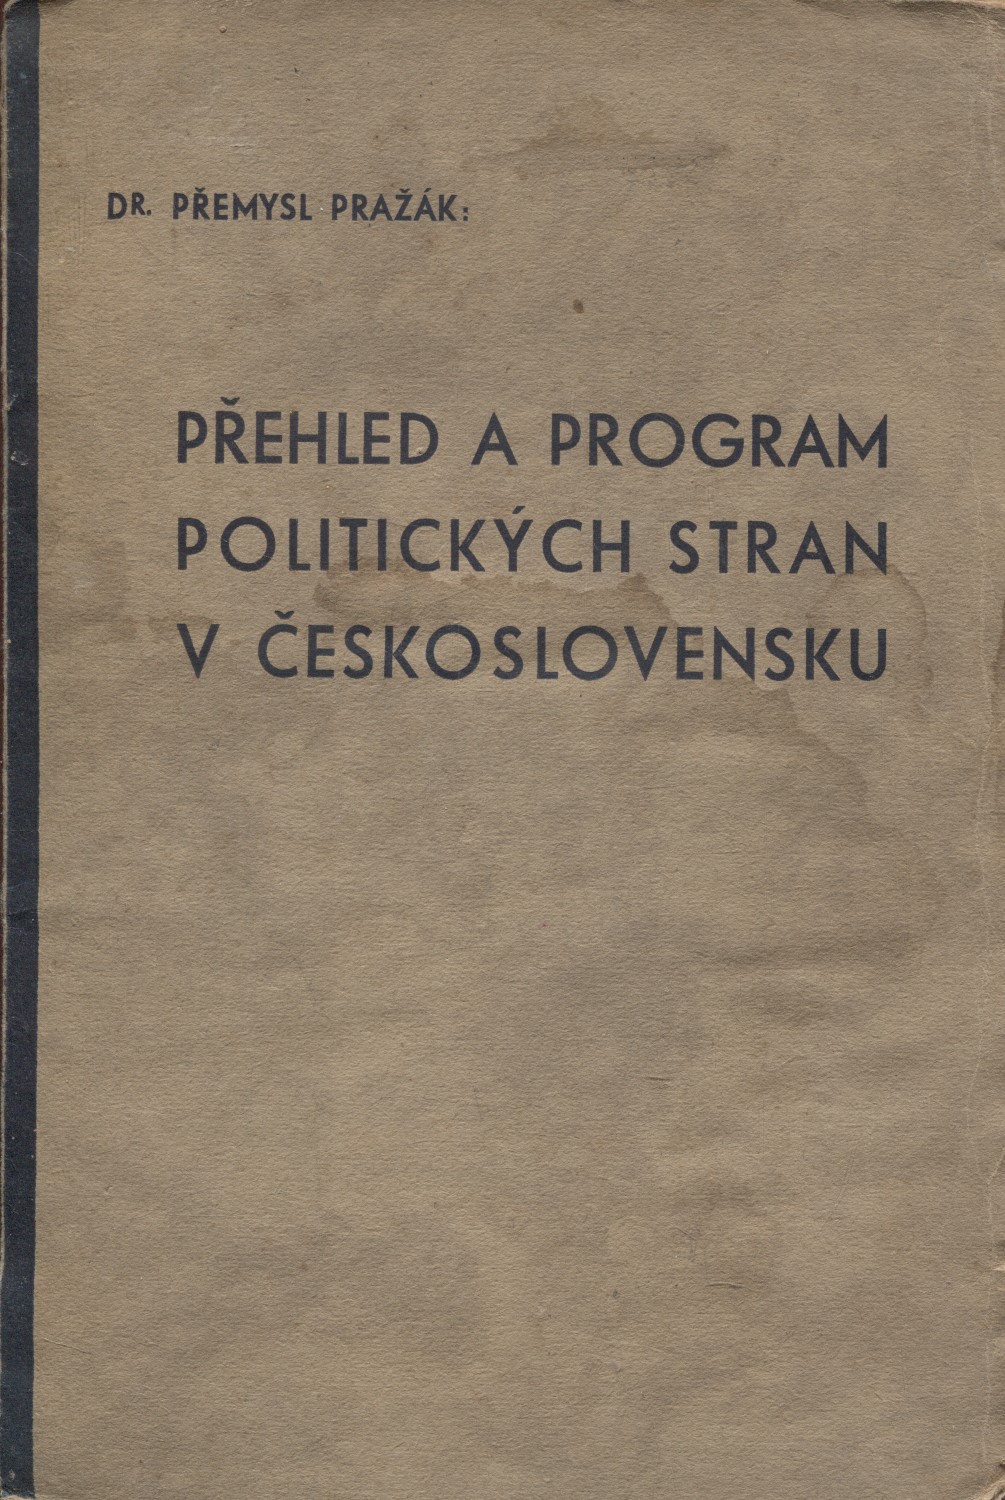 DR. PŘEMYSL PRAŽÁK:
PŘEHLED A PROGRAM
POLITICKÝCH STRAN
V ČESKOSLOVENSKU